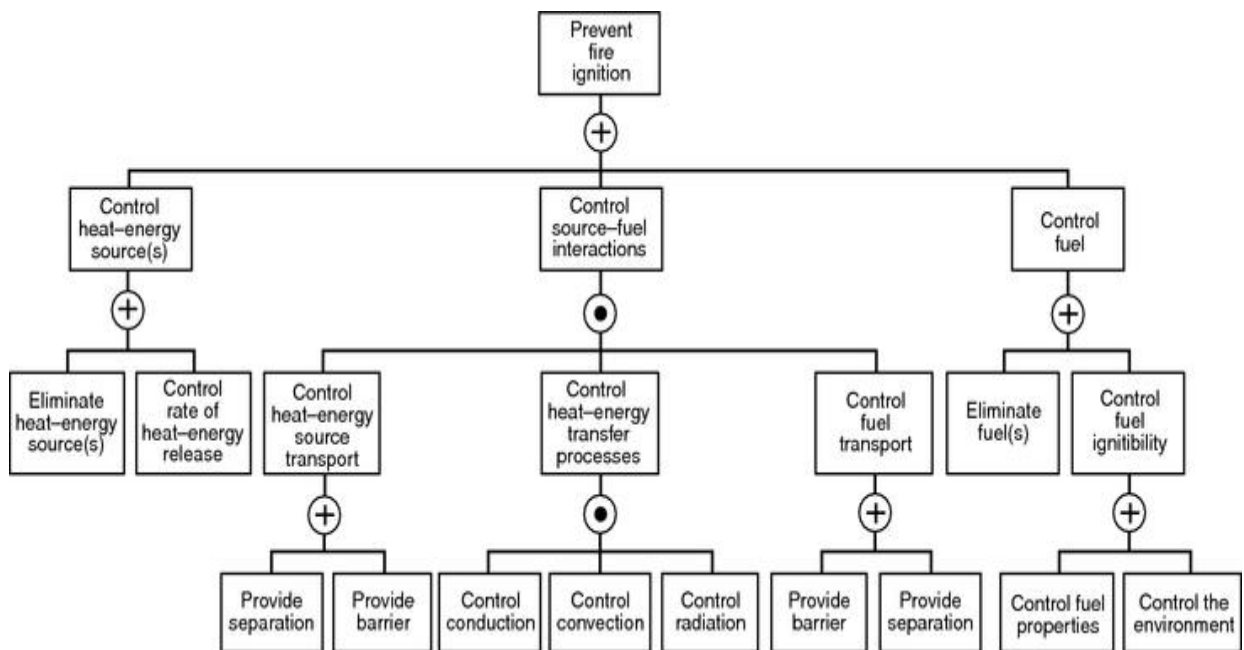 Prevent
fire
ignition
+
Control
heat–energy
source(s)
Control
source–fuel
interactions
Control
fuel
+
+
Eliminate
heat–energy
source(s)
Control
rate of
heat–energy
release
Control
heat–energy
source
transport
Control
heat–energy
transfer
processes
Control
fuel
transport
Eliminate
fuel(s)
Control
fuel
ignitibility
+
+
+
Provide
separation
Provide
barrier
Control
conduction
Control
convection
Control
radiation
Provide
barrier
Provide
separation
Control fuel
properties
Control the
environment